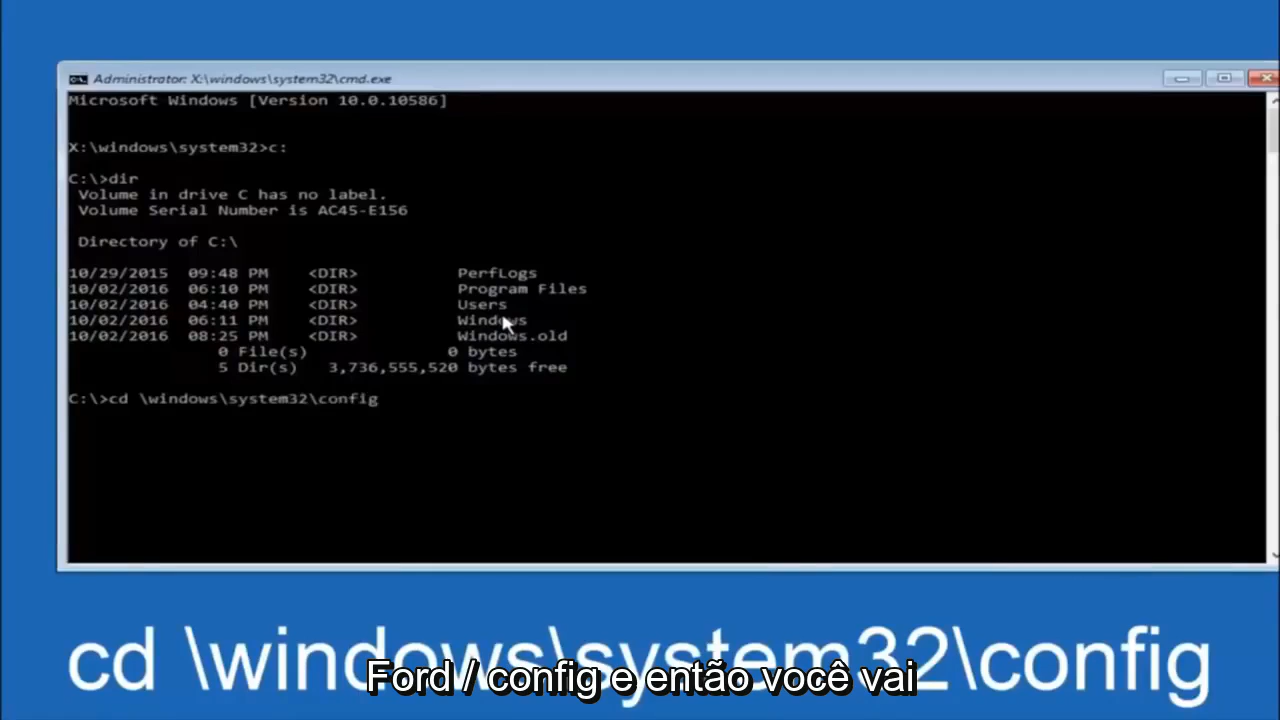 Administrator: X:\windows\system32\cmd.exe
Microsoft Windows [Version 10.0.10586]
X:\windows\system32>c:
C:\>dir
Volume in drive C has no label.
Volume Serial Number is AC45-E156
Directory of C:\
10/29/2015 09:48 PM <DIR> PerfLogs
10/02/2016 06:10 PM <DIR> Program Files
10/02/2016 04:40 PM <DIR> Users
10/02/2016 06:11 PM <DIR> Windows
10/02/2016 08:25 PM <DIR> Windows.old
0 File(s) 0 bytes
5 Dir(s) 3,736,555,520 bytes free
C:\>cd \windows\system32\config
cd \windows\system32\config
Ford / config e então você vai